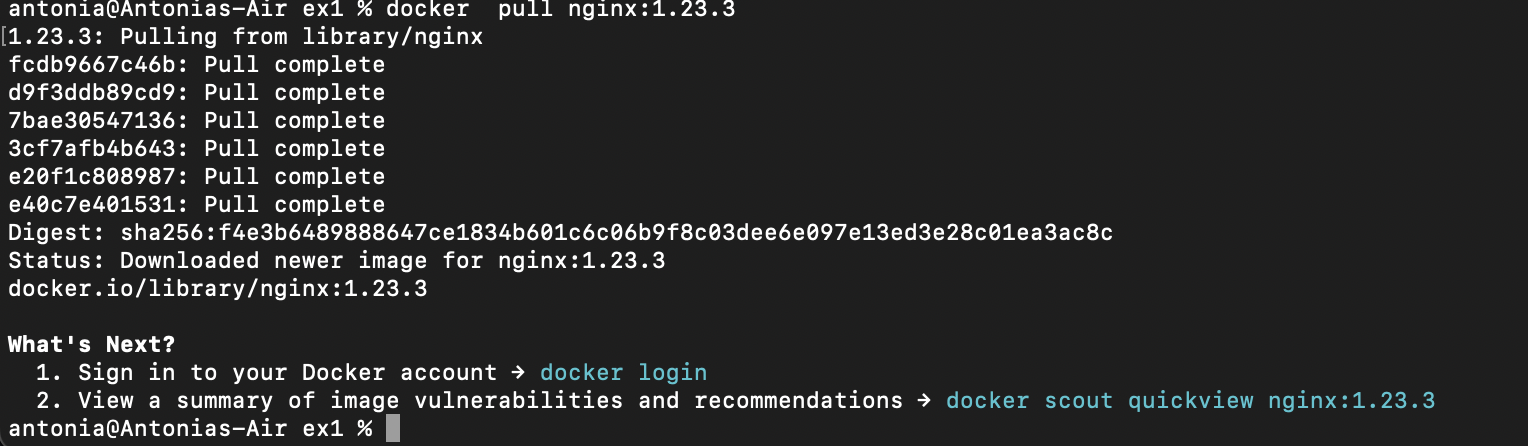 antonia@Antonias-Air ex1 % docker  pull nginx:1.23.3
[1.23.3: Pulling from library/nginx
fcdb9667c46b: Pull complete
d9f3ddb89cd9: Pull complete
7bae30547136: Pull complete
3cf7afb4b643: Pull complete
e20f1c808987: Pull complete
e40c7e401531: Pull complete
Digest: sha256:f4e3b6489888647ce1834b601c6c06b9f8c03dee6e097e13ed3e28c01ea3ac8c
Status: Downloaded newer image for nginx:1.23.3
docker.io/library/nginx:1.23.3
What's Next?
  1. Sign in to your Docker account → docker login
  2. View a summary of image vulnerabilities and recommendations → docker scout quickview nginx:1.23.3
antonia@Antonias-Air ex1 %